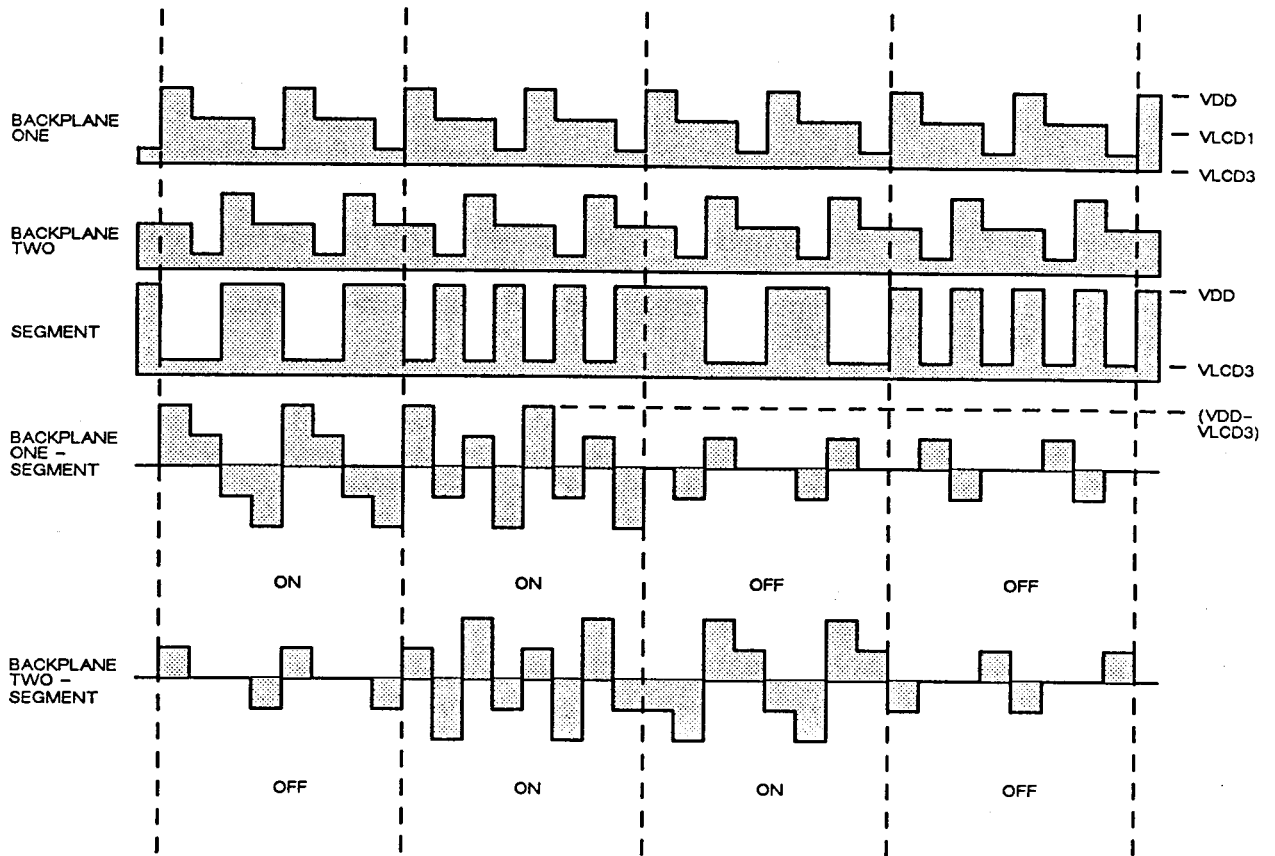 BACKPLANE
ONE
VDD
VLCD1
VLCD3
BACKPLANE
TWO
SEGMENT
VDD
VLCD3
BACKPLANE
ONE –
SEGMENT
(VDD–
VLCD3)
ON
ON
OFF
OFF
BACKPLANE
TWO –
SEGMENT
OFF
ON
ON
OFF